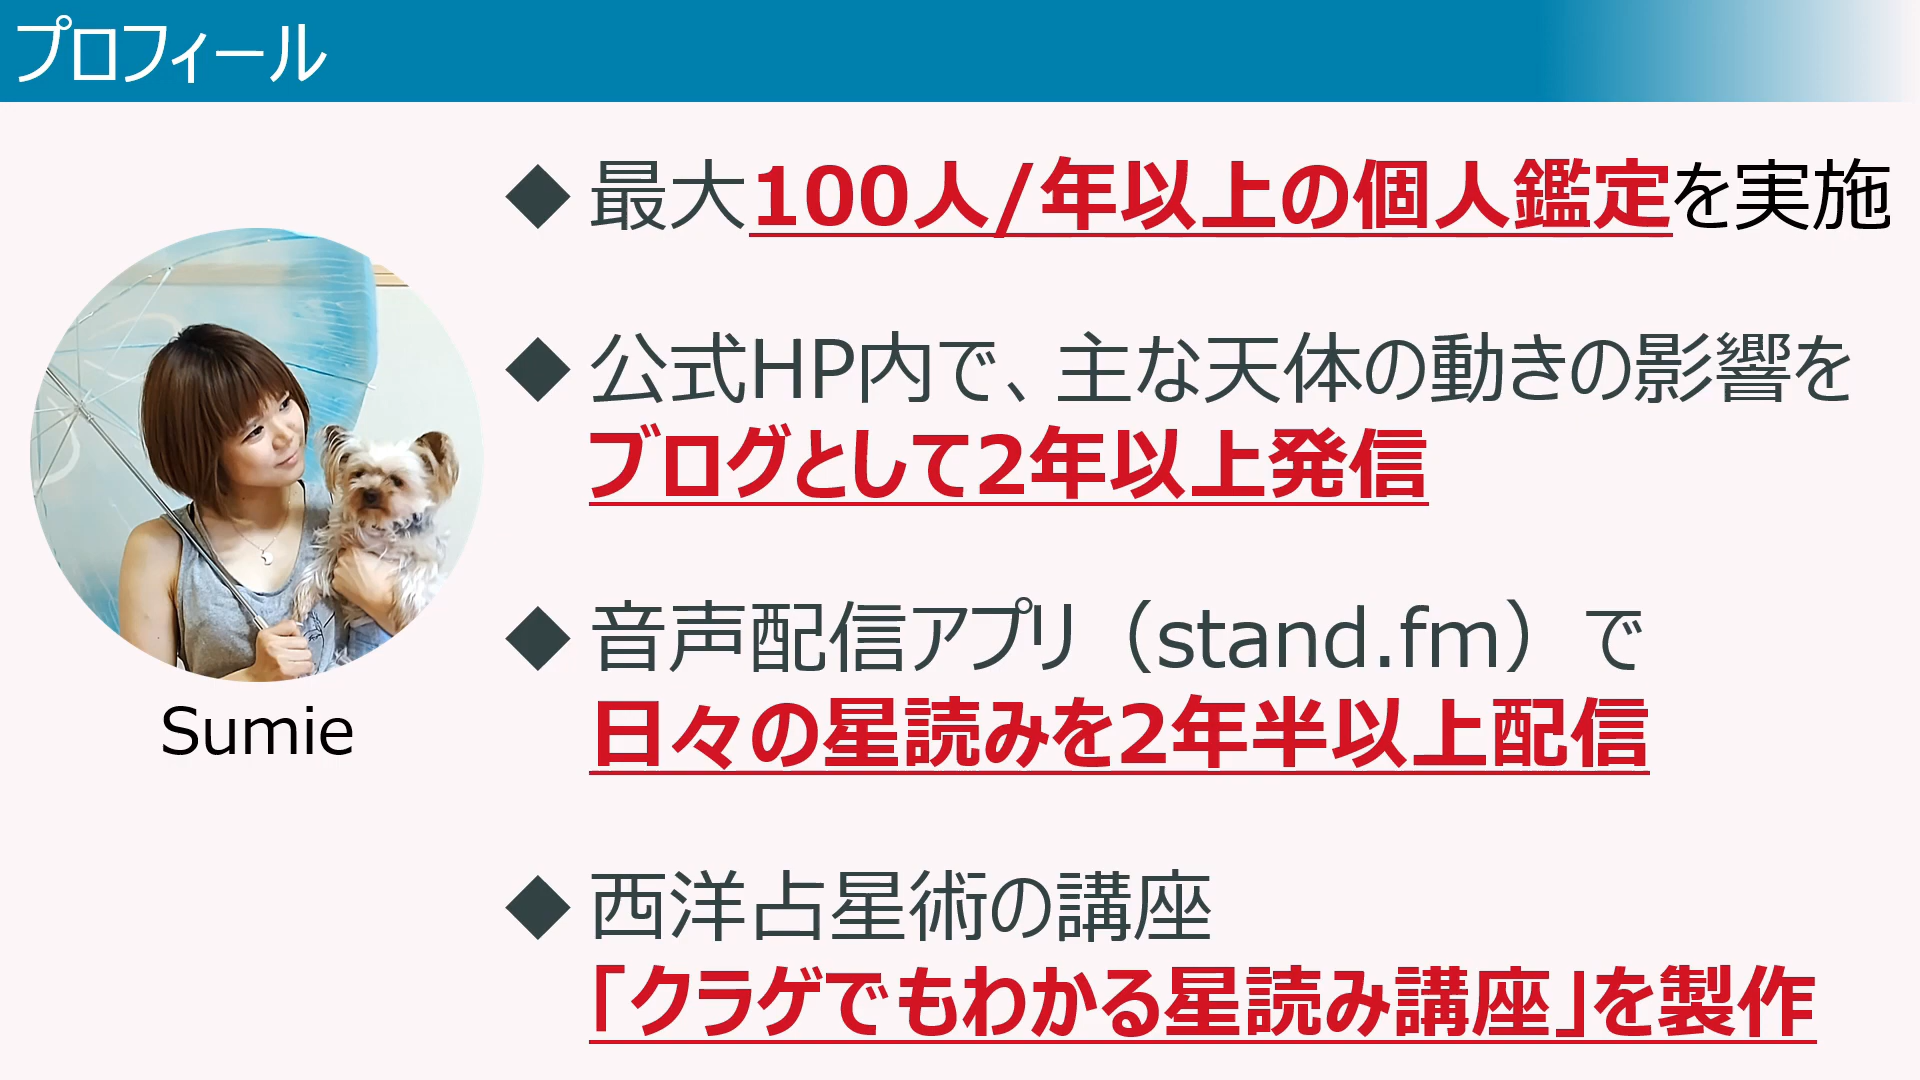 プロフィール
◆ 最大100人/年以上の個人鑑定を実施
◆ 公式HP内で、主な天体の動きの影響を
ブログとして2年以上発信
◆ 音声配信アプリ（stand.fm）で
日々の星読みを2年半以上配信
◆ 西洋占星術の講座
「クラゲでもわかる星読み講座」を製作
Sumie